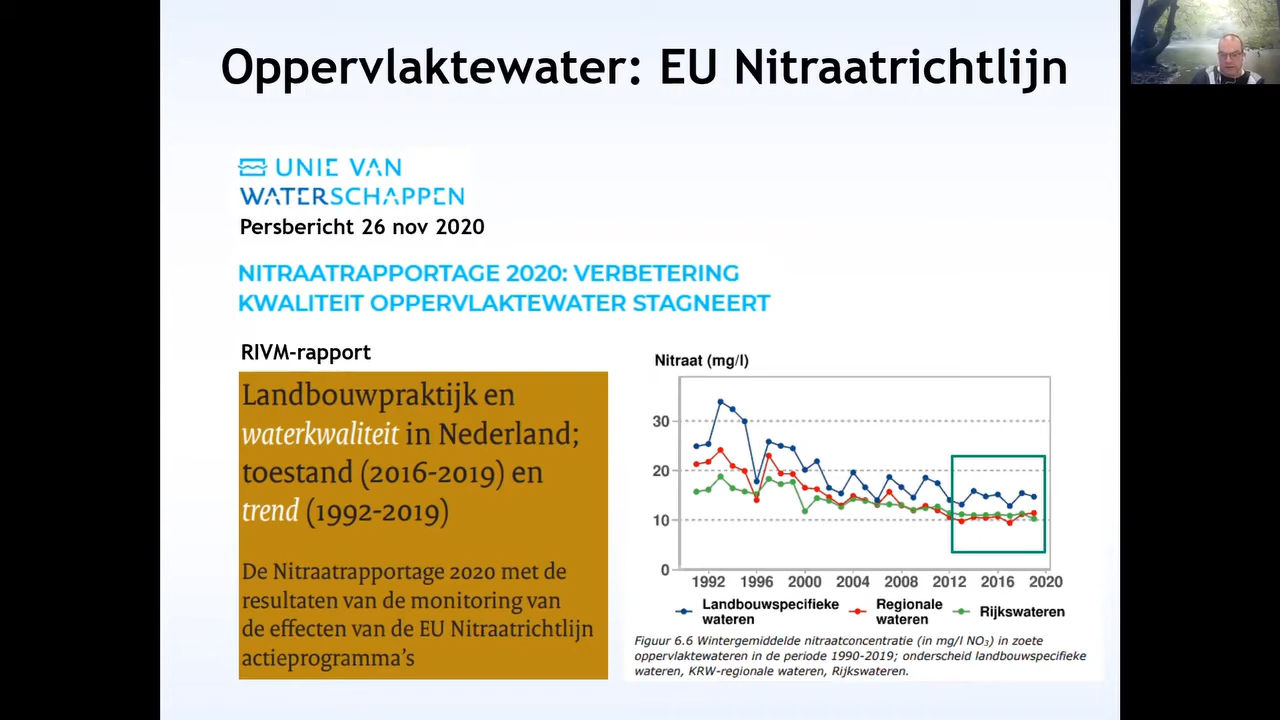 Oppervlaktewater: EU Nitraatrichtlijn
UNIE VAN
WATERSCHAPPEN
Persbericht 26 nov 2020
NITRAATRAPPORTAGE 2020: VERBETERING
KWALITEIT OPPERVLAKTEWATER STAGNEERT
RIVM-rapport
Landbouwpraktijk en
waterkwaliteit in Nederland;
toestand (2016-2019) en
trend (1992-2019)
De Nitraatrapportage 2020 met de
resultaten van de monitoring van
de effecten van de EU Nitraatrichtlijn
actieprogramma's
Nitraat (mg/l)
30
20
10
0
1992 1996 2000 2004 2008 2012 2016 2020
Landbouwspecifieke wateren
Regionale wateren
Rijkswateren
Figuur 6.6 Wintergemiddelde nitraatconcentratie (in mg/l NO₃) in zoete
oppervlaktewateren in de periode 1990-2019; onderscheid landbouwspecifieke
wateren, KRW-regionale wateren, Rijkswateren.